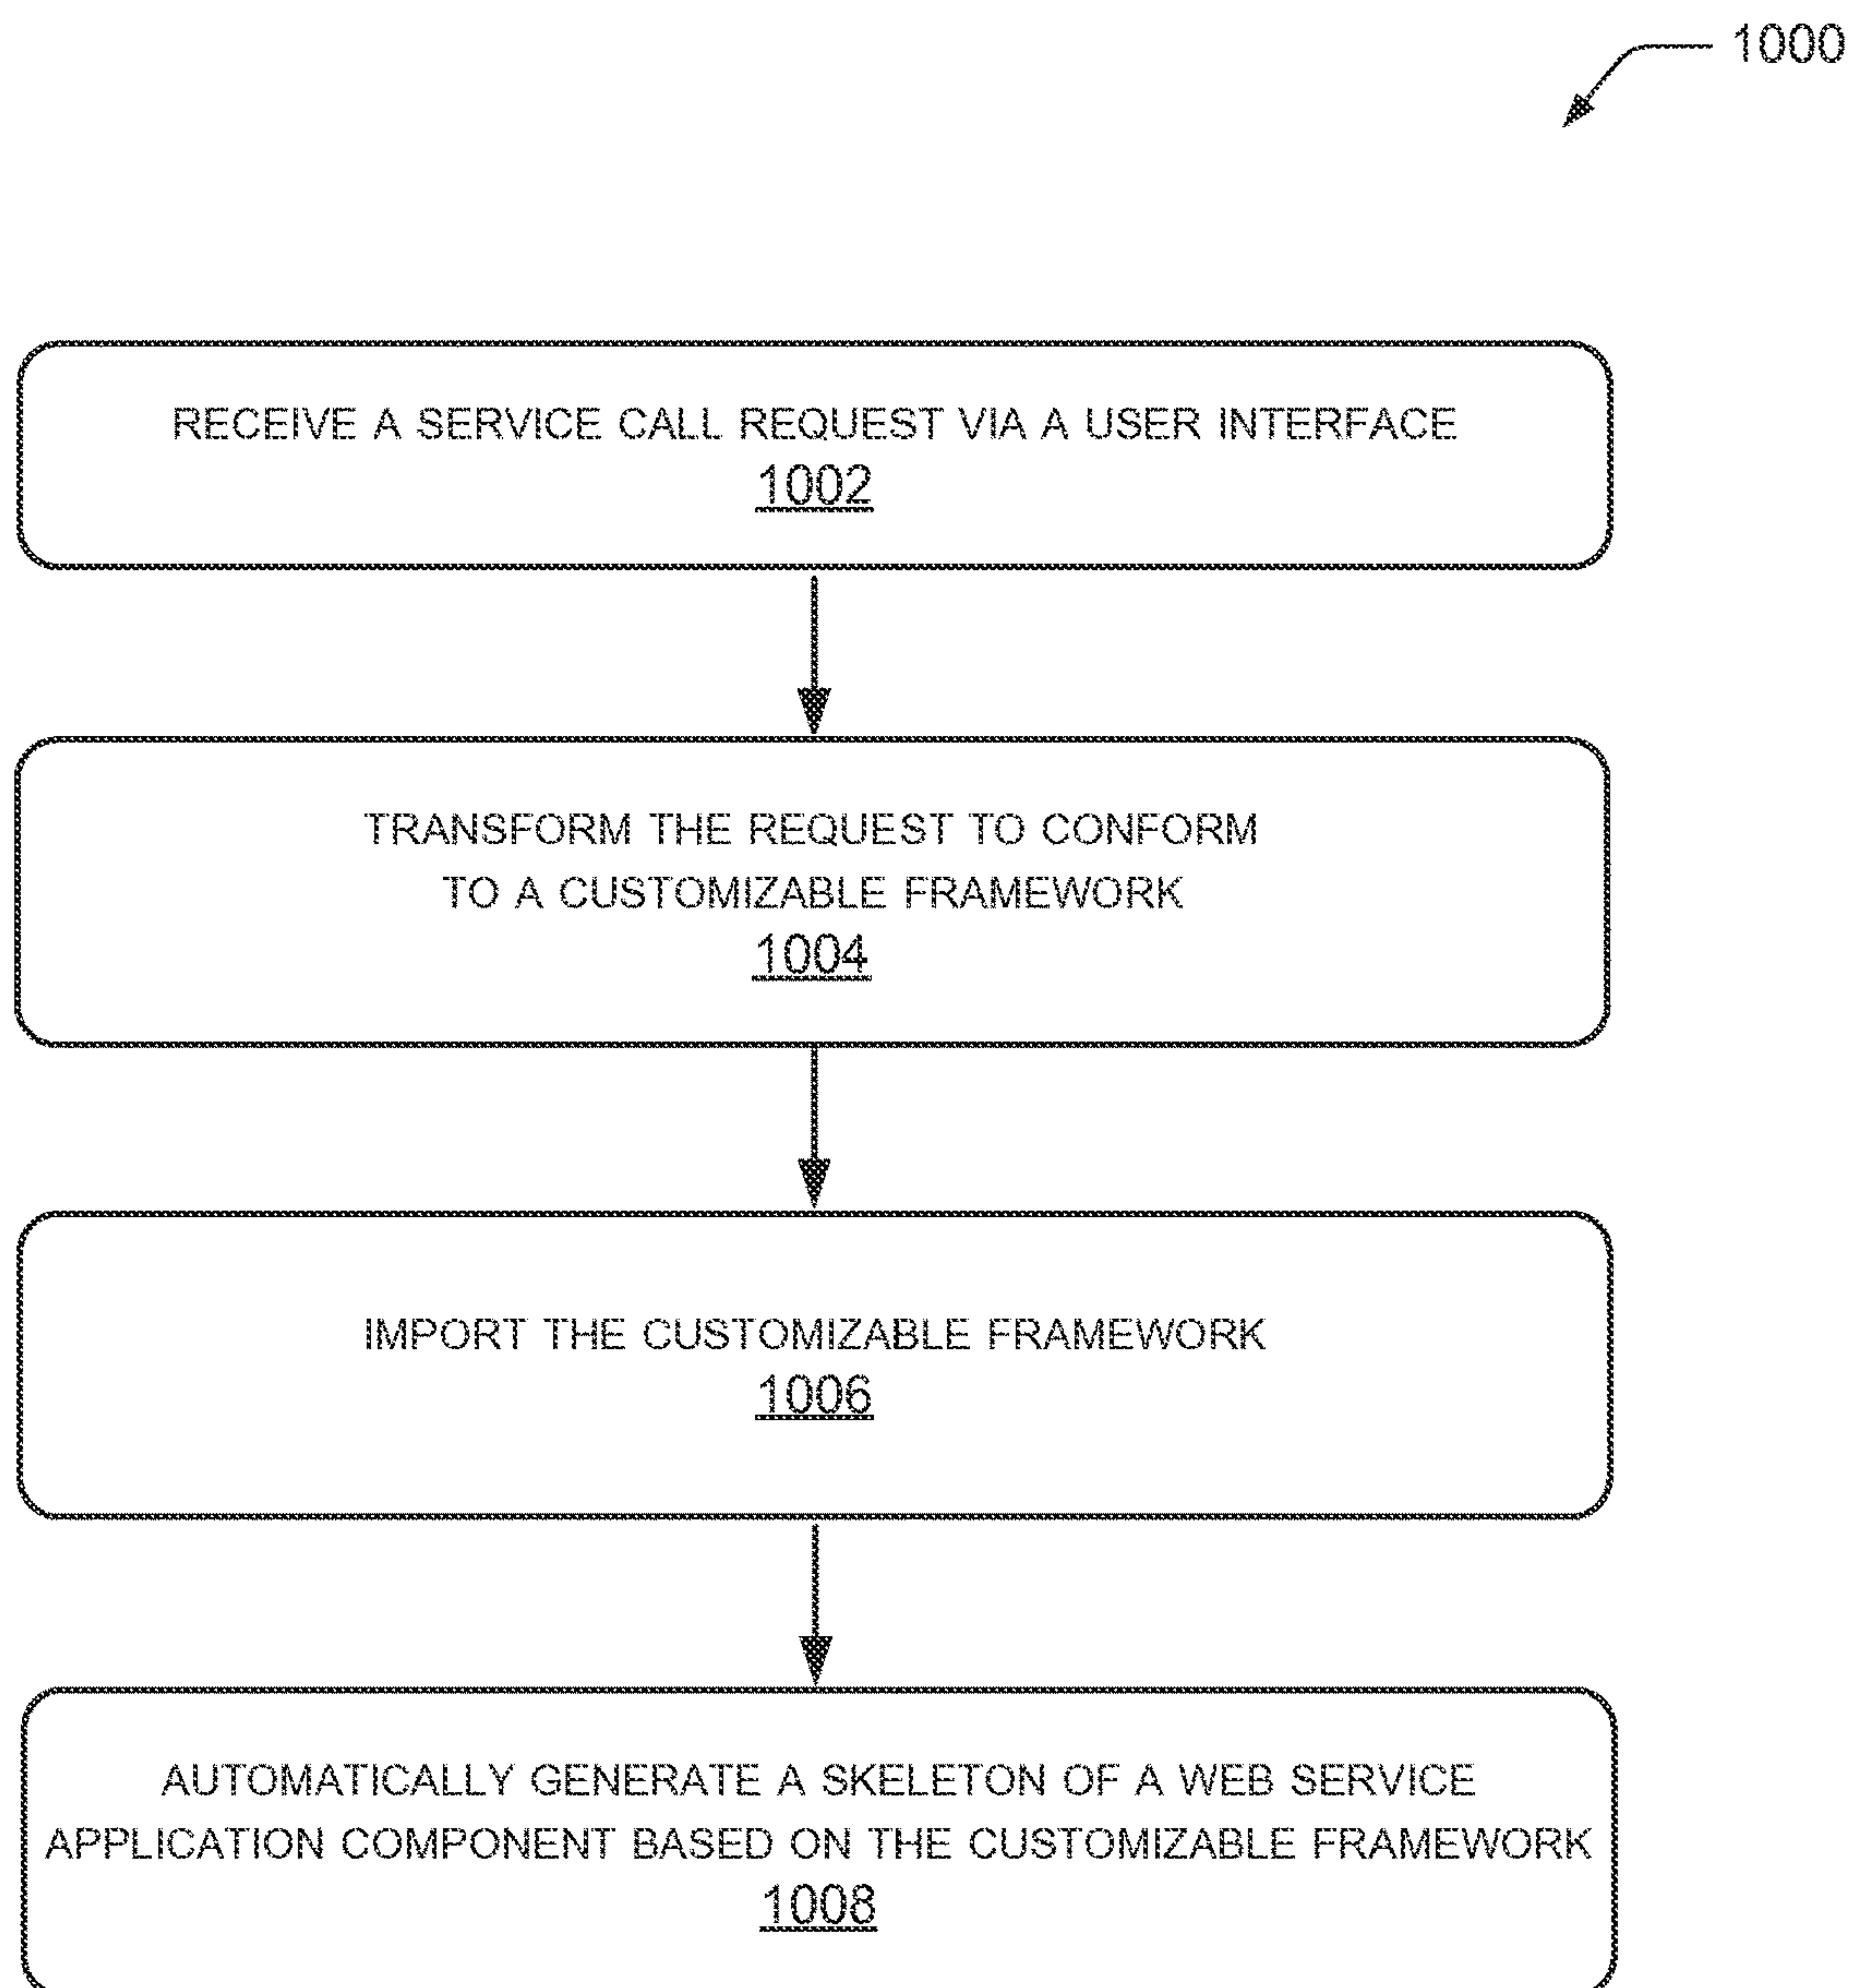 1000
RECEIVE A SERVICE CALL REQUEST VIA A USER INTERFACE
1002
TRANSFORM THE REQUEST TO CONFORM
TO A CUSTOMIZABLE FRAMEWORK
1004
IMPORT THE CUSTOMIZABLE FRAMEWORK
1006
AUTOMATICALLY GENERATE A SKELETON OF A WEB SERVICE
APPLICATION COMPONENT BASED ON THE CUSTOMIZABLE FRAMEWORK
1008